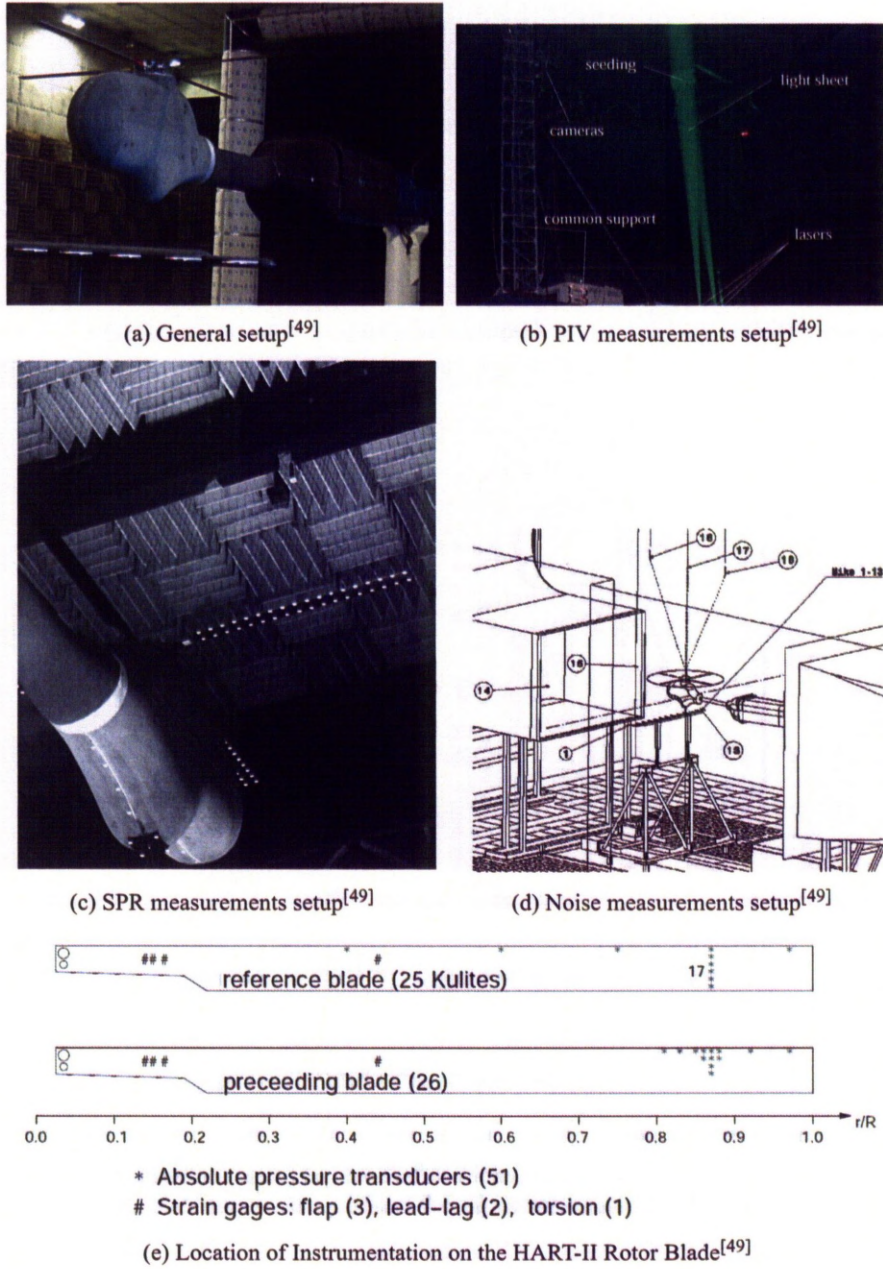 seeding
light sheet
cameras
common support
lasers
(a) General setup[49]
(b) PIV measurements setup[49]
18
17
19
Mike 1-13
16
14
1
(c) SPR measurements setup[49]
(d) Noise measurements setup[49]
### #
17
reference blade (25 Kulites)
### #
preceeding blade (26)
r/R
0.0 0.1 0.2 0.3 0.4 0.5 0.6 0.7 0.8 0.9 1.0
* Absolute pressure transducers (51)
# Strain gages: flap (3), lead-lag (2), torsion (1)
(e) Location of Instrumentation on the HART-II Rotor Blade[49]